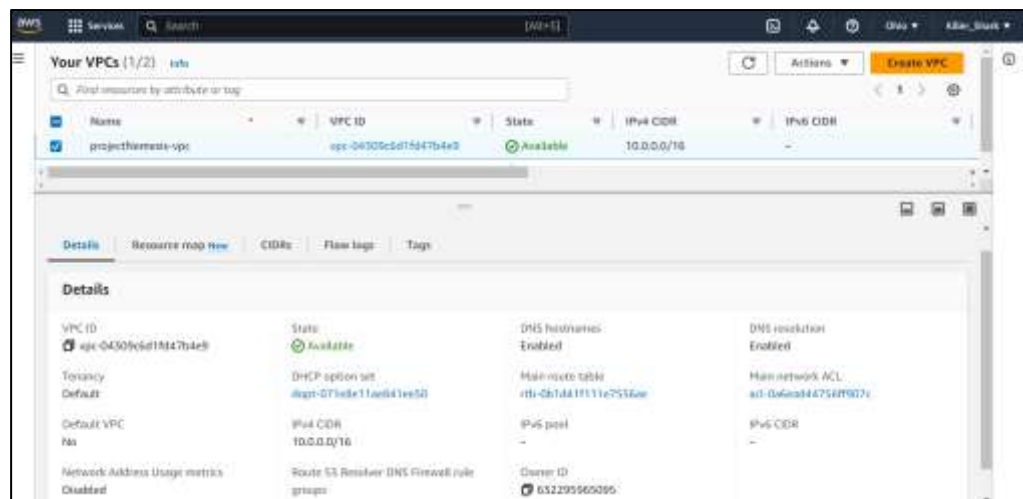 aws Services Search [Alt+S] Ohio
Your VPCs (1/2) Info Actions Create VPC
Find resources by attribute or tag 1
Name VPC ID State IPv4 CIDR IPv6 CIDR
Available 10.0.0.0/16 –
Details Resource map New CIDRs Flow logs Tags
Details
VPC ID State DNS hostnames DNS resolution
Available Enabled Enabled
Tenancy DHCP option set Main route table Main network ACL
Default
Default VPC IPv4 CIDR IPv6 pool IPv6 CIDR
No 10.0.0.0/16 – –
Network Address Usage metrics Route 53 Resolver DNS Firewall rule Owner ID
Disabled groups 652295965095